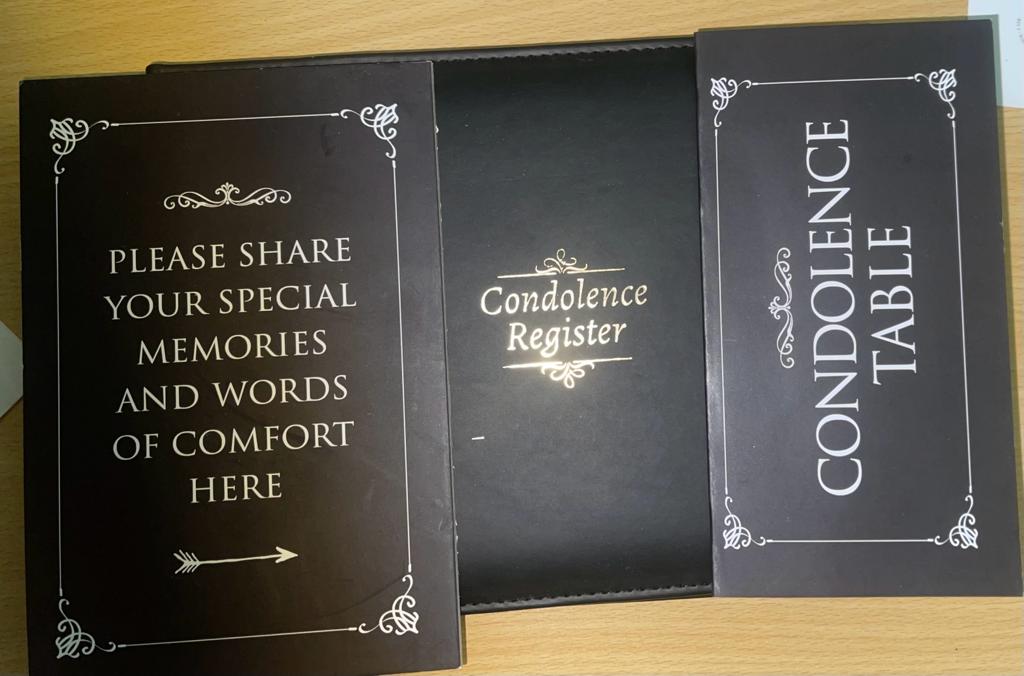 PLEASE SHARE
YOUR SPECIAL
MEMORIES
AND WORDS
OF COMFORT
HERE
Condolence
Register
CONDOLENCE
TABLE